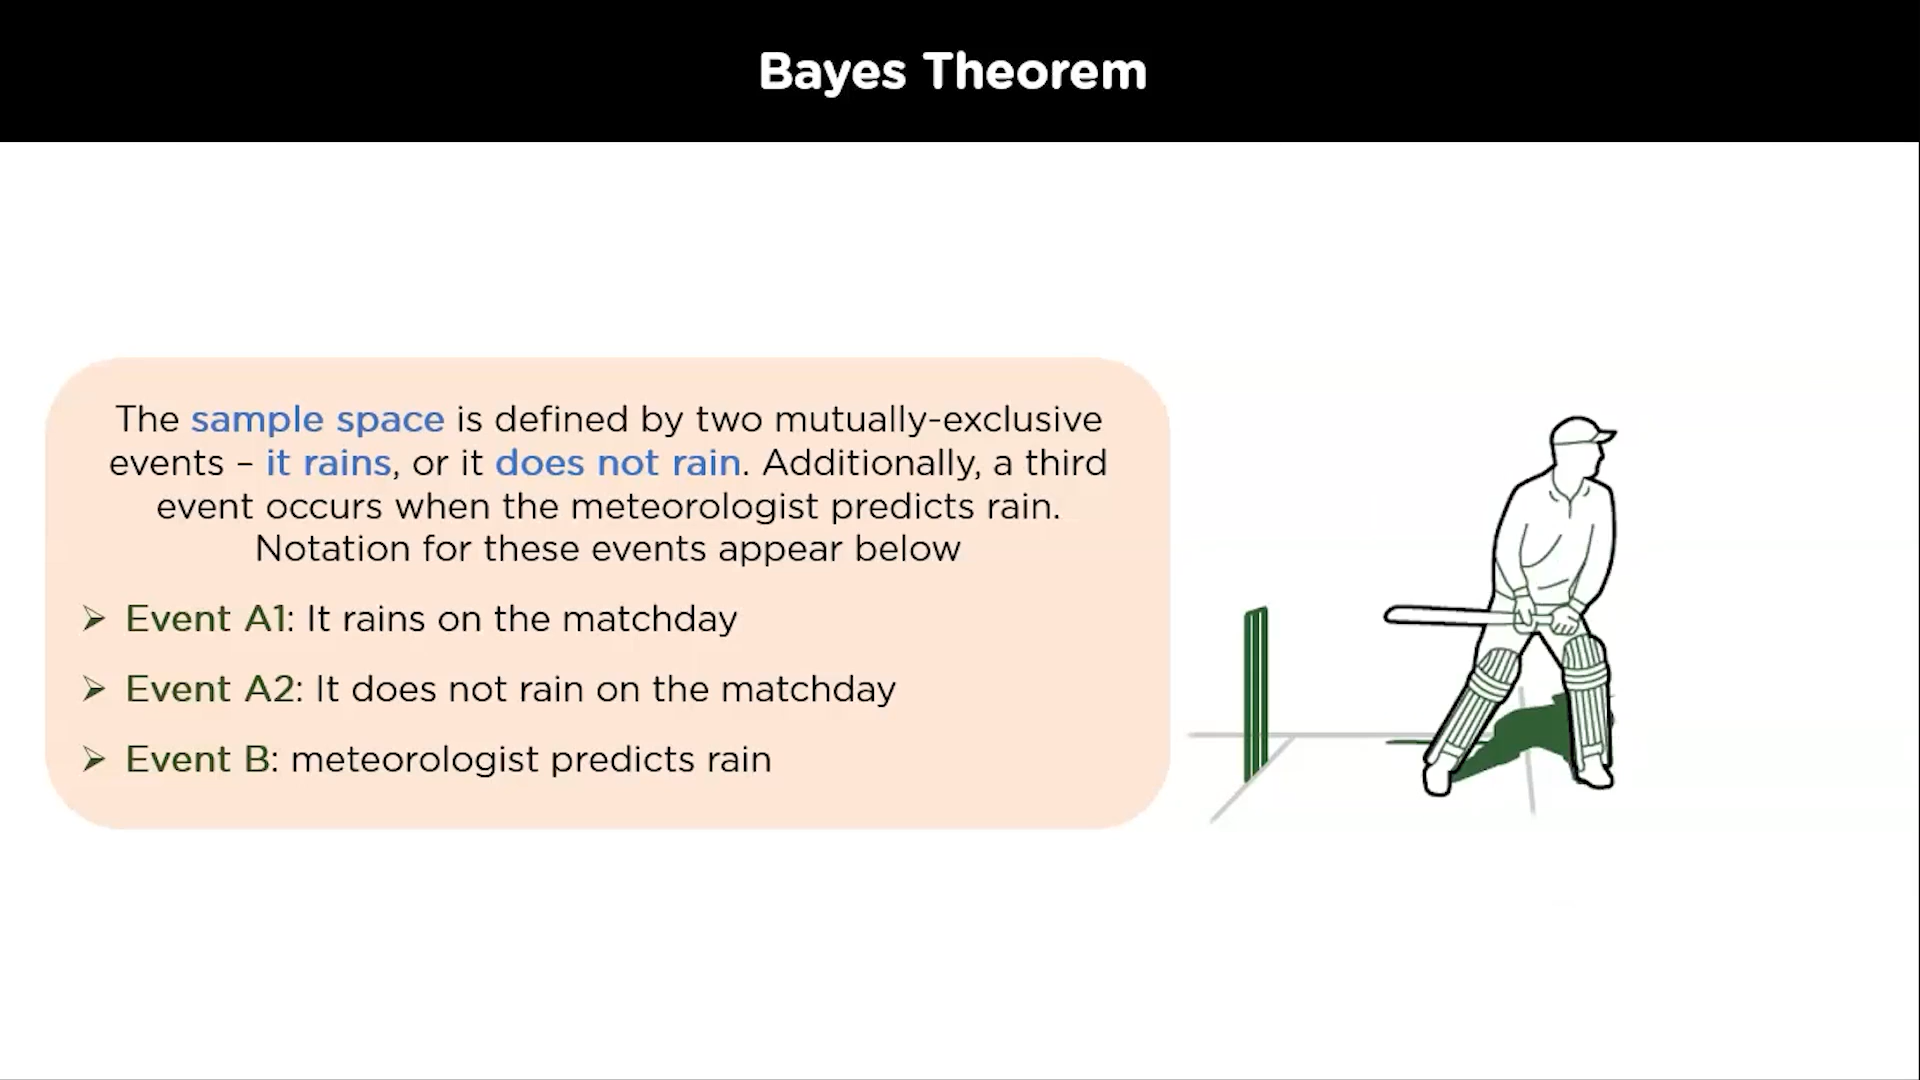 Bayes Theorem
The sample space is defined by two mutually-exclusive
events – it rains, or it does not rain. Additionally, a third
event occurs when the meteorologist predicts rain.
Notation for these events appear below
➢ Event A1: It rains on the matchday
➢ Event A2: It does not rain on the matchday
➢ Event B: meteorologist predicts rain